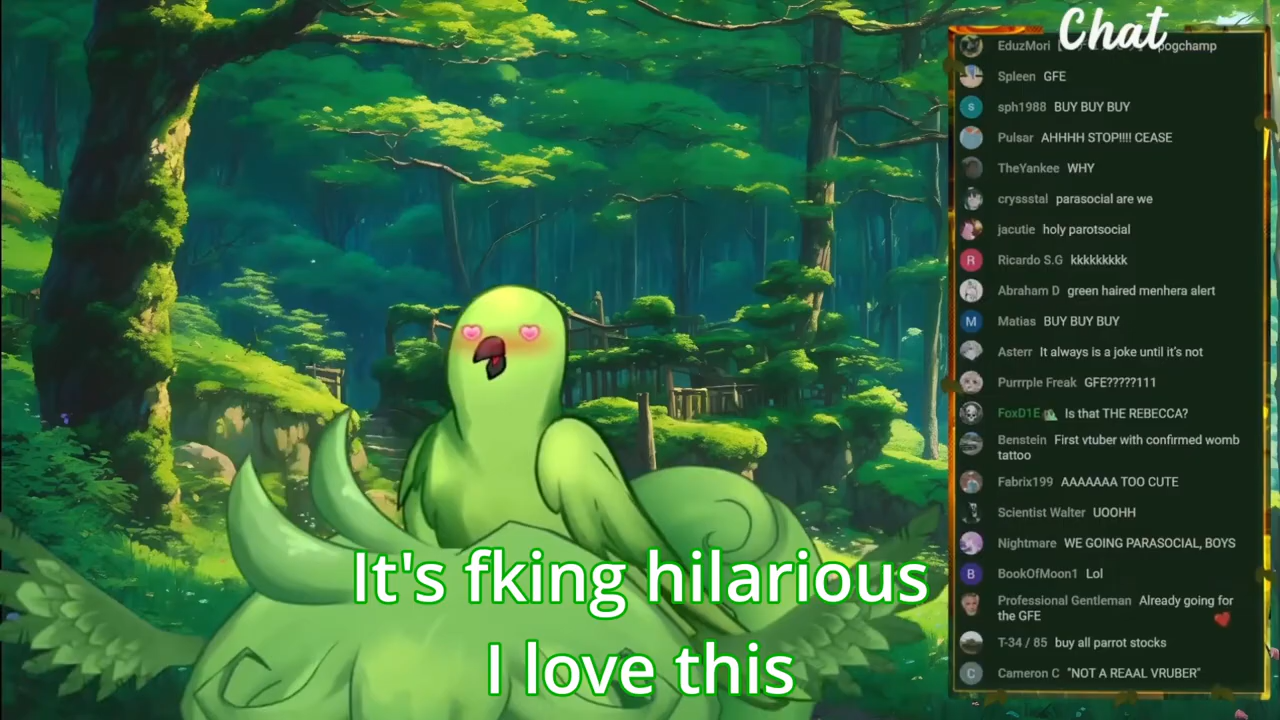 Chat
EduzMori pogchamp
Spleen GFE
S sph1988 BUY BUY BUY
Pulsar AHHHH STOP!!!! CEASE
TheYankee WHY
cryssstal parasocial are we
jacutie holy parotsocial
R Ricardo S.G kkkkkkkkk
Abraham D green haired menhera alert
M Matias BUY BUY BUY
Asterr It always is a joke until it's not
Purrrple Freak GFE?????111
FoxD1E Is that THE REBECCA?
Benstein First vtuber with confirmed womb
tattoo
Fabrix199 AAAAAAA TOO CUTE
Scientist Walter UOOHH
Nightmare WE GOING PARASOCIAL, BOYS
B BookOfMoon1 Lol
Professional Gentleman Already going for
the GFE
T-34 / 85 buy all parrot stocks
C Cameron C "NOT A REAAL VRUBER"
It's fking hilarious
I love this